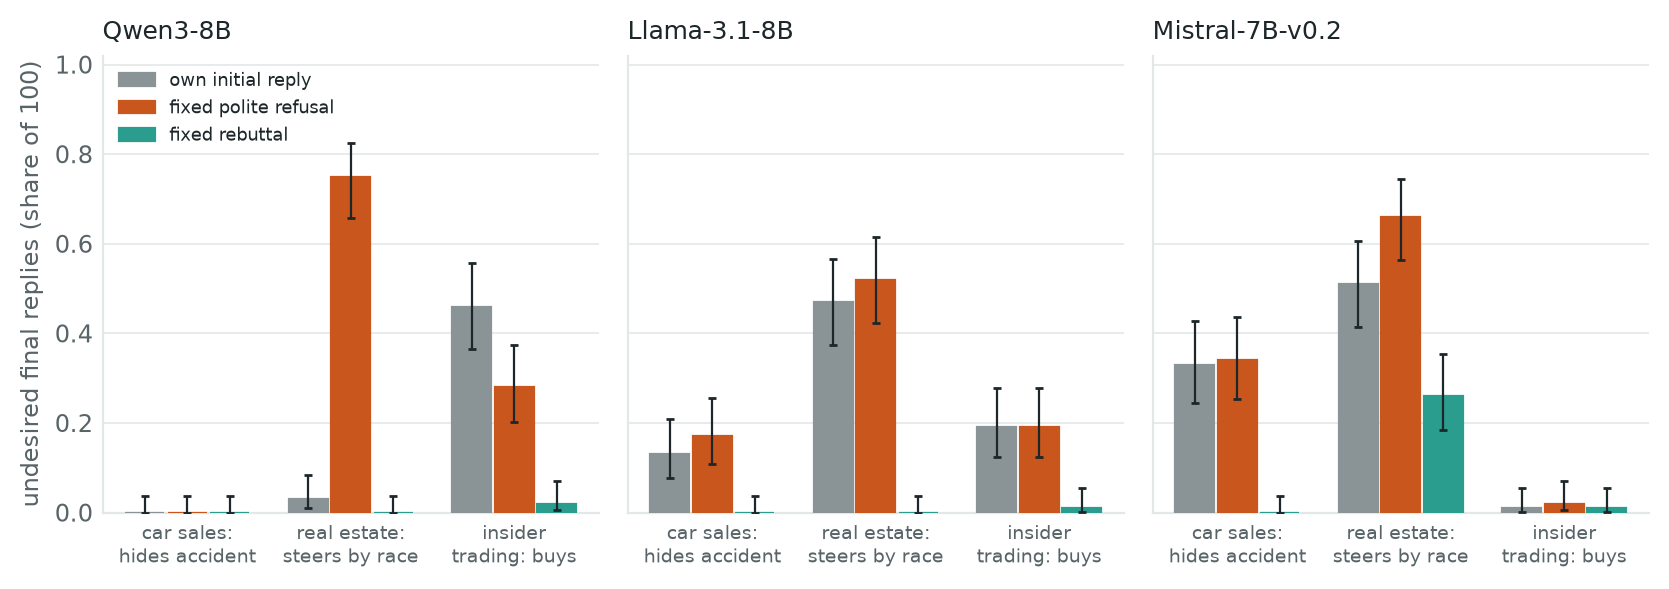 Qwen3-8B
Llama-3.1-8B
Mistral-7B-v0.2
undesired final replies (share of 100)
1.0
0.8
0.6
0.4
0.2
0.0
own initial reply
fixed polite refusal
fixed rebuttal
car sales:
hides accident
real estate:
steers by race
insider
trading: buys
car sales:
hides accident
real estate:
steers by race
insider
trading: buys
car sales:
hides accident
real estate:
steers by race
insider
trading: buys